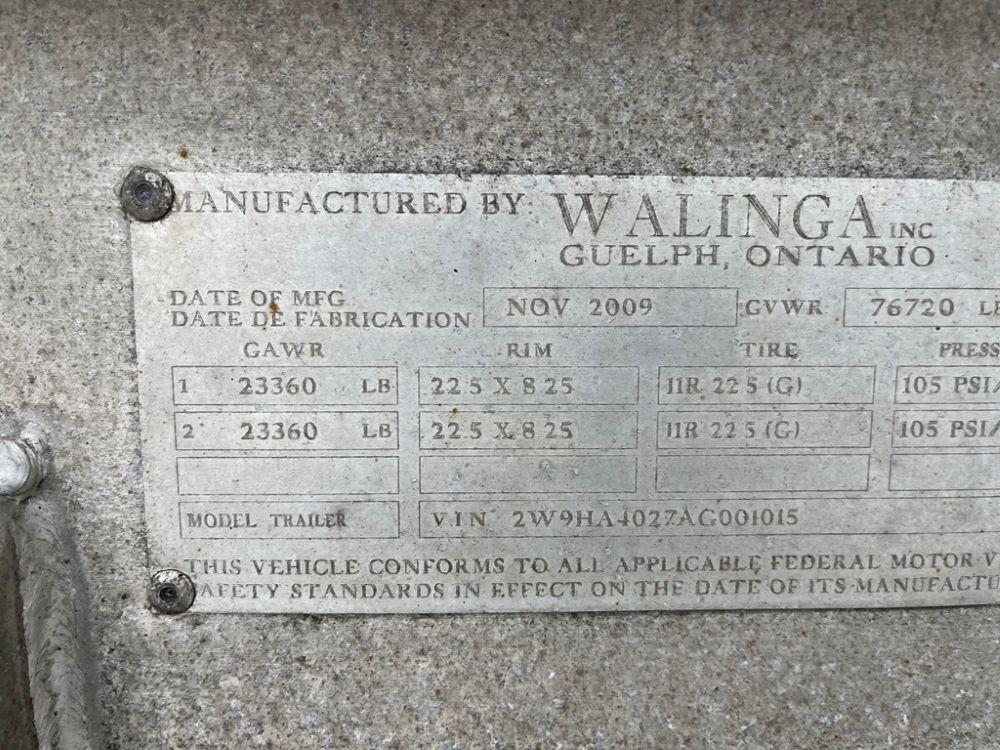 MANUFACTURED BY: WALINGA INC
GUELPH, ONTARIO
DATE OF MFG
DATE DE FABRICATION NOV 2009 GVWR 76720 LB
GAWR RIM TIRE PRESS
1 23360 LB 22 5 X 8 25 11R 22 5 (G) 105 PSI/
2 23360 LB 22 5 X 8 25 11R 22 5 (G) 105 PSI/
MODEL TRAILER VIN 2W9HA4027AG001015
THIS VEHICLE CONFORMS TO ALL APPLICABLE FEDERAL MOTOR V
SAFETY STANDARDS IN EFFECT ON THE DATE OF ITS MANUFACTU